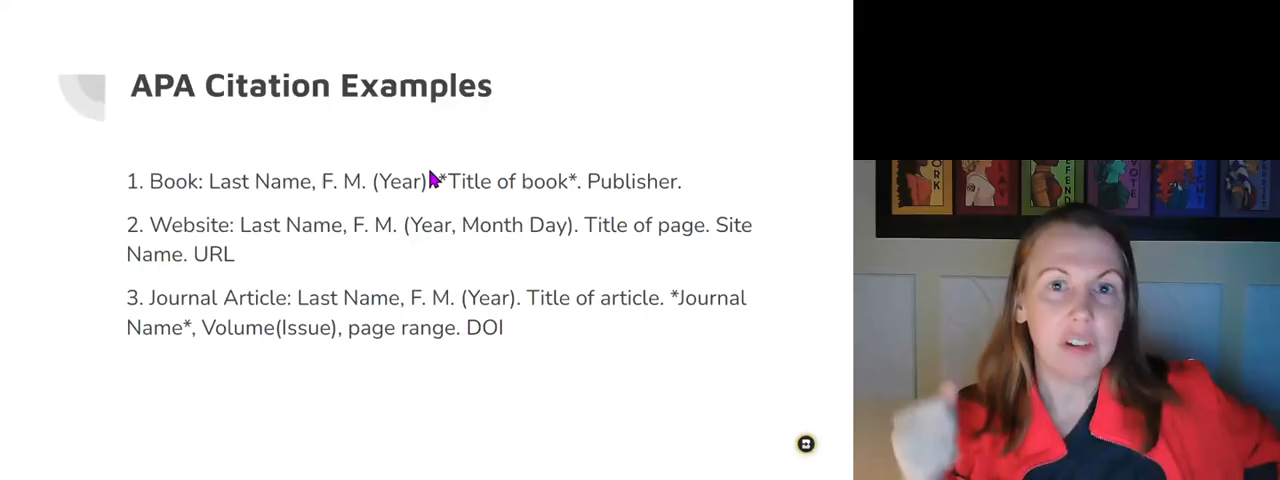 APA Citation Examples
1. Book: Last Name, F. M. (Year). *Title of book*. Publisher.
2. Website: Last Name, F. M. (Year, Month Day). Title of page. Site
Name. URL
3. Journal Article: Last Name, F. M. (Year). Title of article. *Journal
Name*, Volume(Issue), page range. DOI